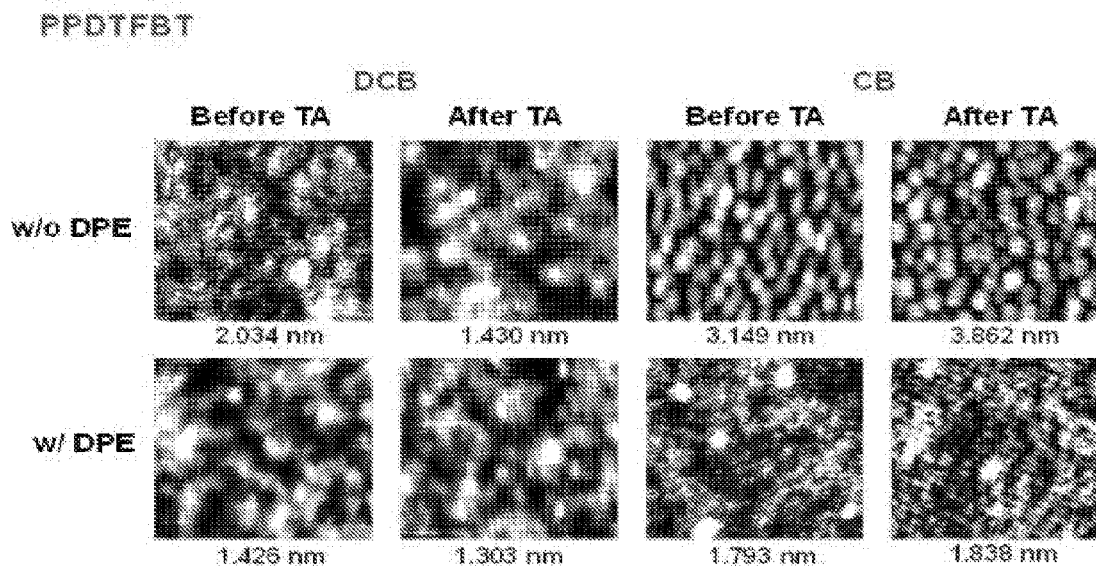 PPDTFBT
DCB CB
Before TA After TA Before TA After TA
w/o DPE
2.034 nm 1.430 nm 3.149 nm 3.862 nm
w/ DPE
1.426 nm 1.303 nm 1.793 nm 1.838 nm